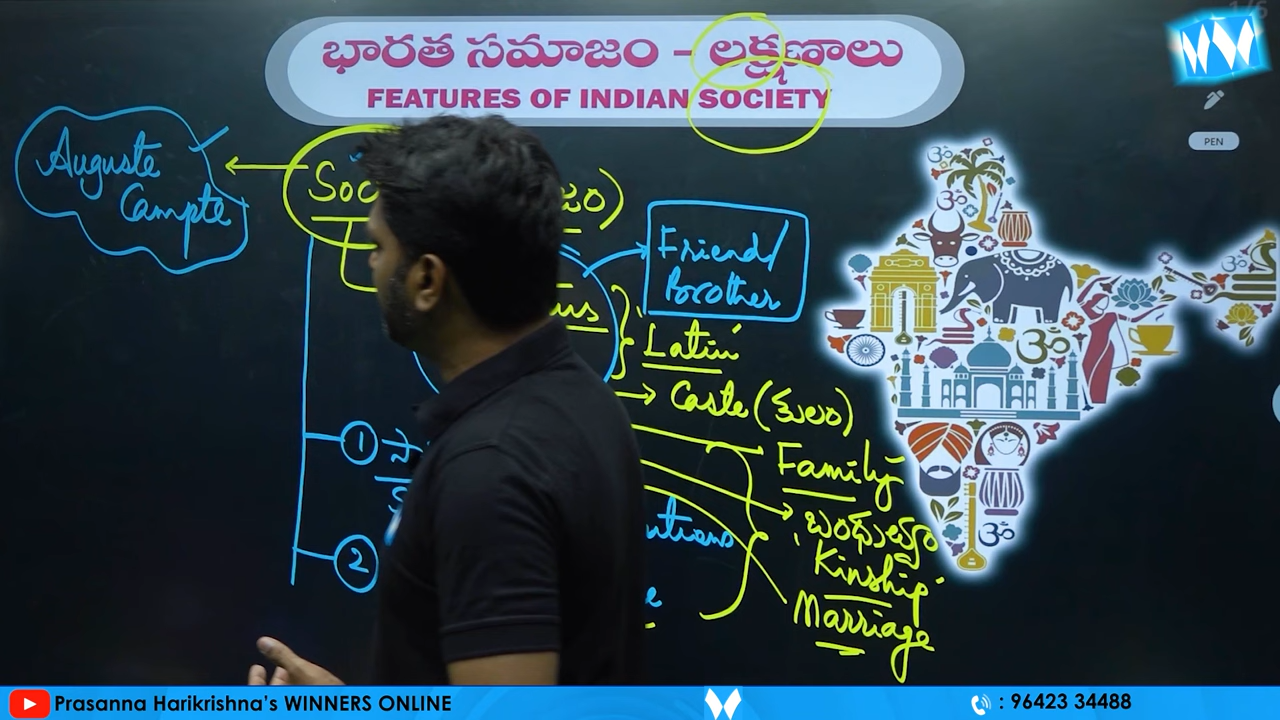 భారత సమాజం - లక్షణాలు
FEATURES OF INDIAN SOCIETY
PEN
Auguste
Campte
Friend/
Brother
Latin
Caste (కులం)
Family
బంధుత్వం
Kinship
Marriage
1
2
Prasanna Harikrishna's WINNERS ONLINE
: 96423 34488